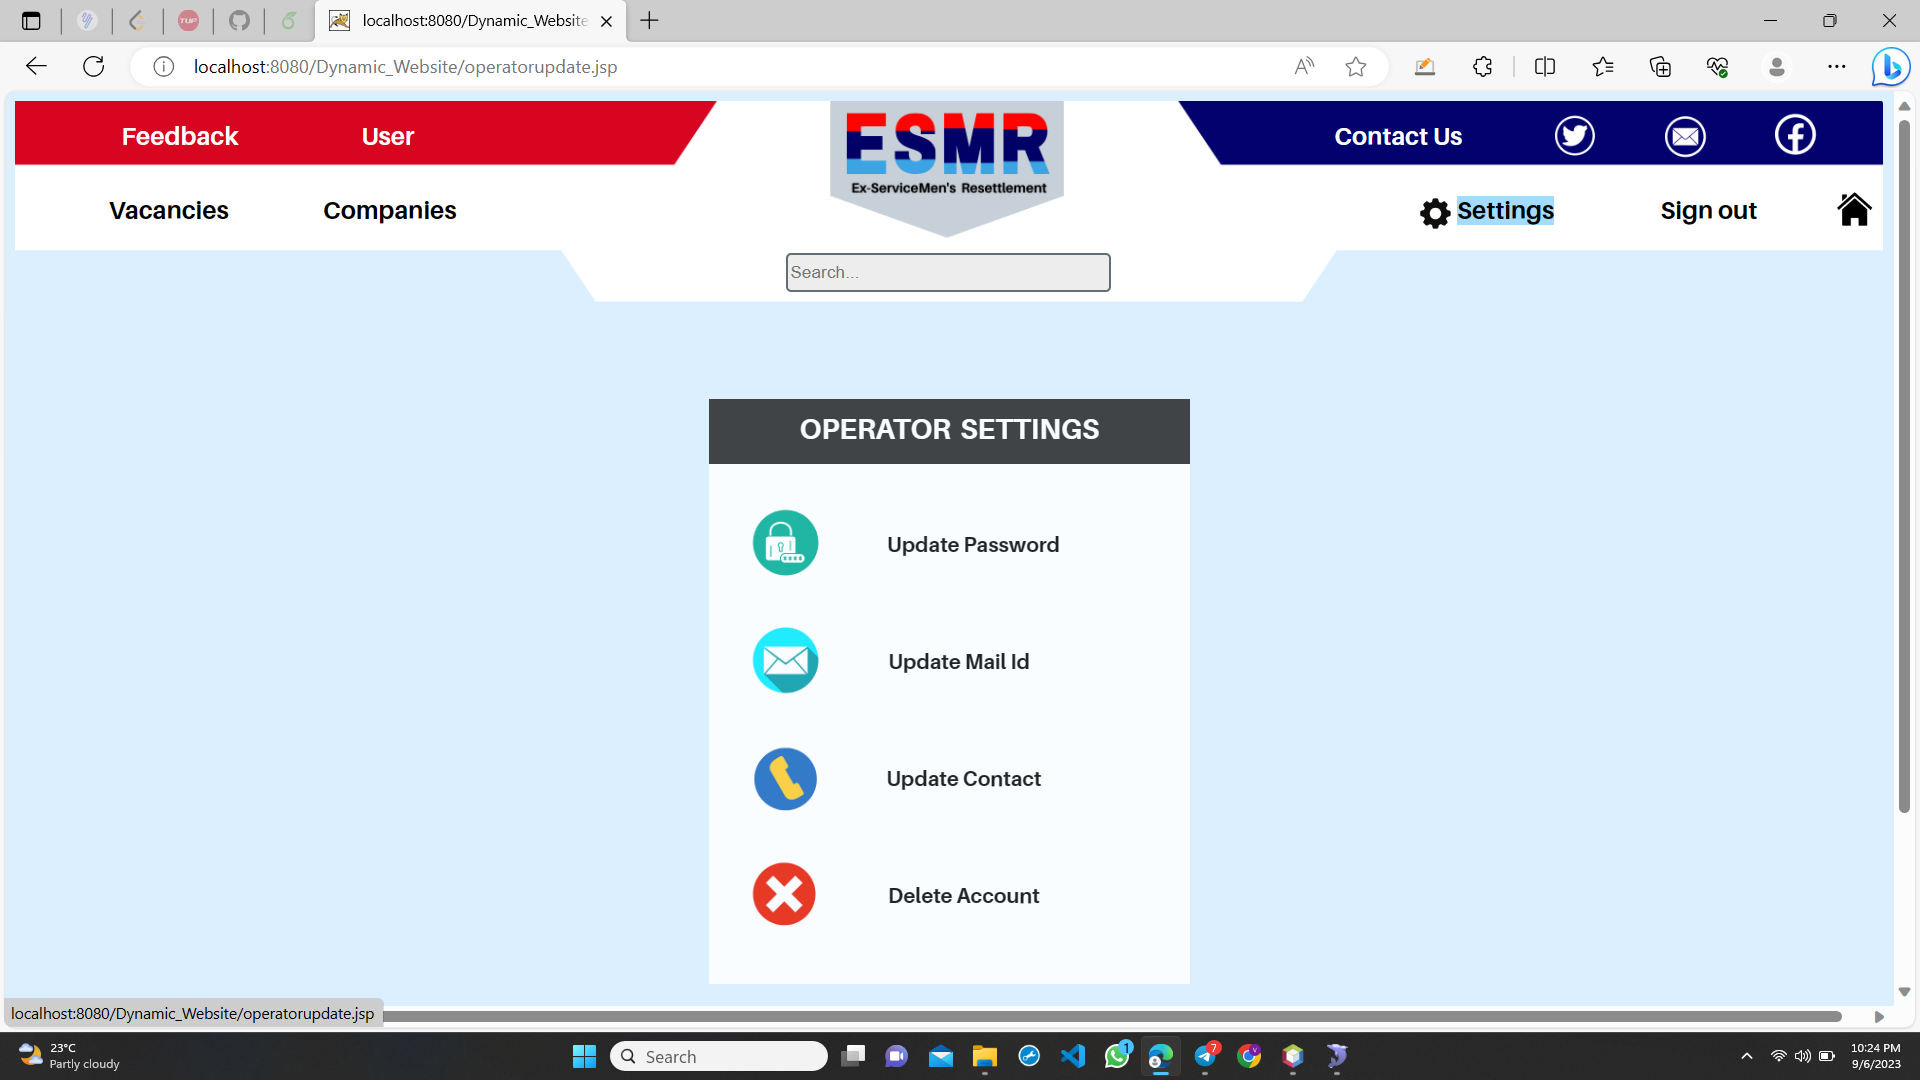 localhost:8080/Dynamic_Website
localhost:8080/Dynamic_Website/operatorupdate.jsp
Feedback
User
ESMR
Ex-ServiceMen's Resettlement
Contact Us
Vacancies
Companies
Settings
Sign out
Search...
OPERATOR SETTINGS
Update Password
Update Mail Id
Update Contact
Delete Account
localhost:8080/Dynamic_Website/operatorupdate.jsp
23°C
Partly cloudy
Search
1
7
10:24 PM
9/6/2023